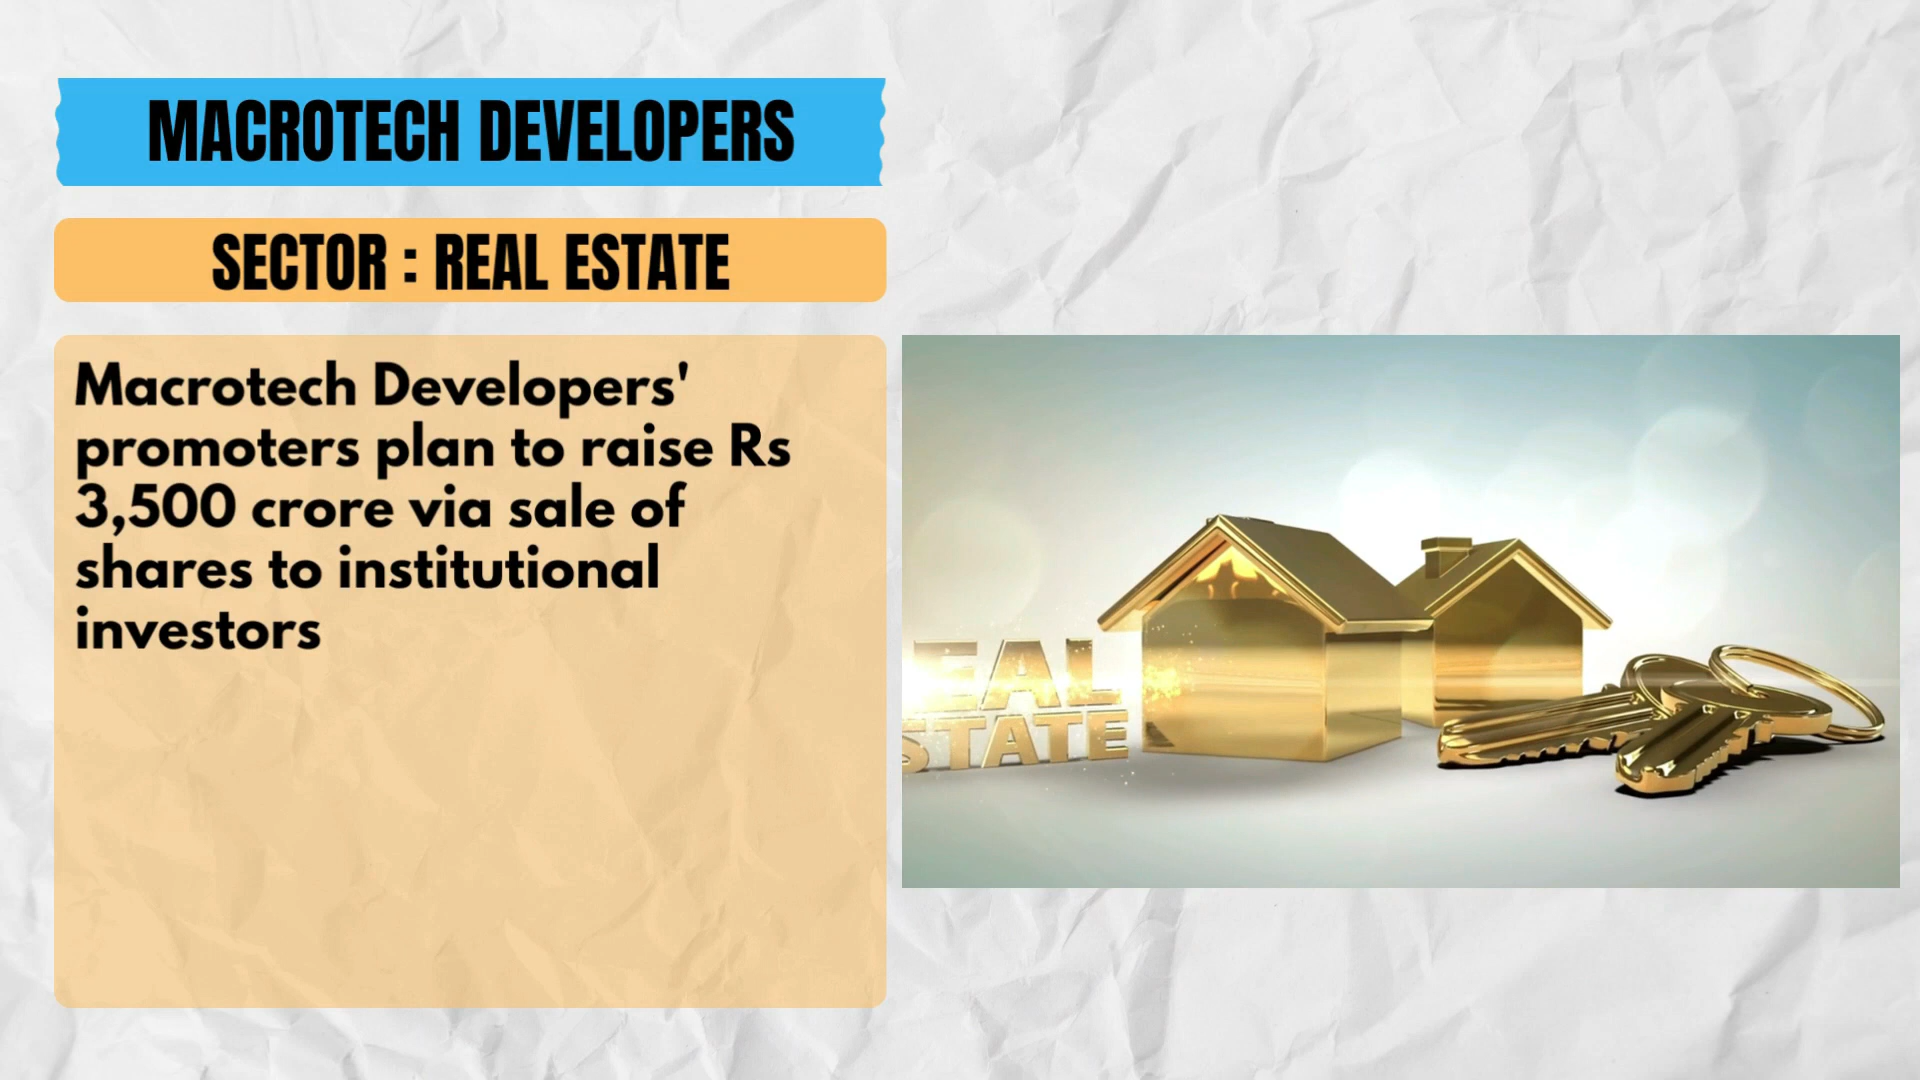 MACROTECH DEVELOPERS
SECTOR : REAL ESTATE
Macrotech Developers'
promoters plan to raise Rs
3,500 crore via sale of
shares to institutional
investors
EAL
STATE